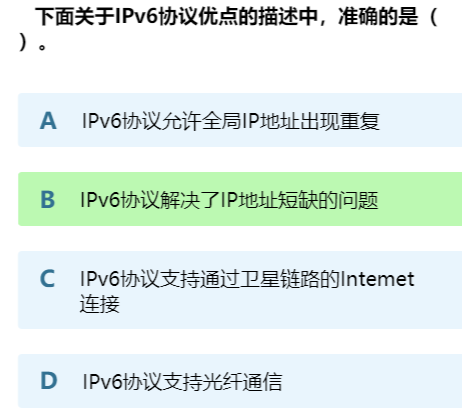 下面关于IPv6协议优点的描述中，准确的是（
）。
A IPv6协议允许全局IP地址出现重复
B IPv6协议解决了IP地址短缺的问题
C IPv6协议支持通过卫星链路的Intemet
连接
D IPv6协议支持光纤通信